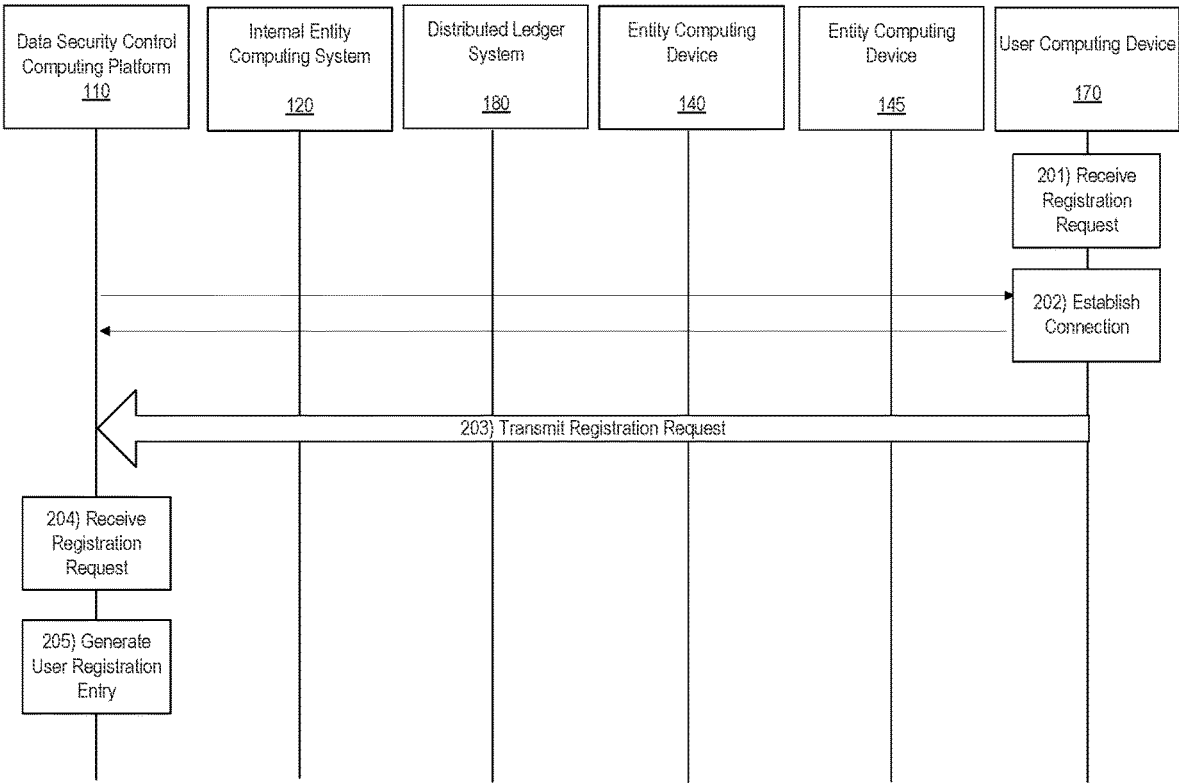 Data Security Control
Computing Platform
110
Internal Entity
Computing System
120
Distributed Ledger
System
180
Entity Computing
Device
140
Entity Computing
Device
145
User Computing Device
170
201) Receive
Registration
Request
202) Establish
Connection
203) Transmit Registration Request
204) Receive
Registration
Request
205) Generate
User Registration
Entry